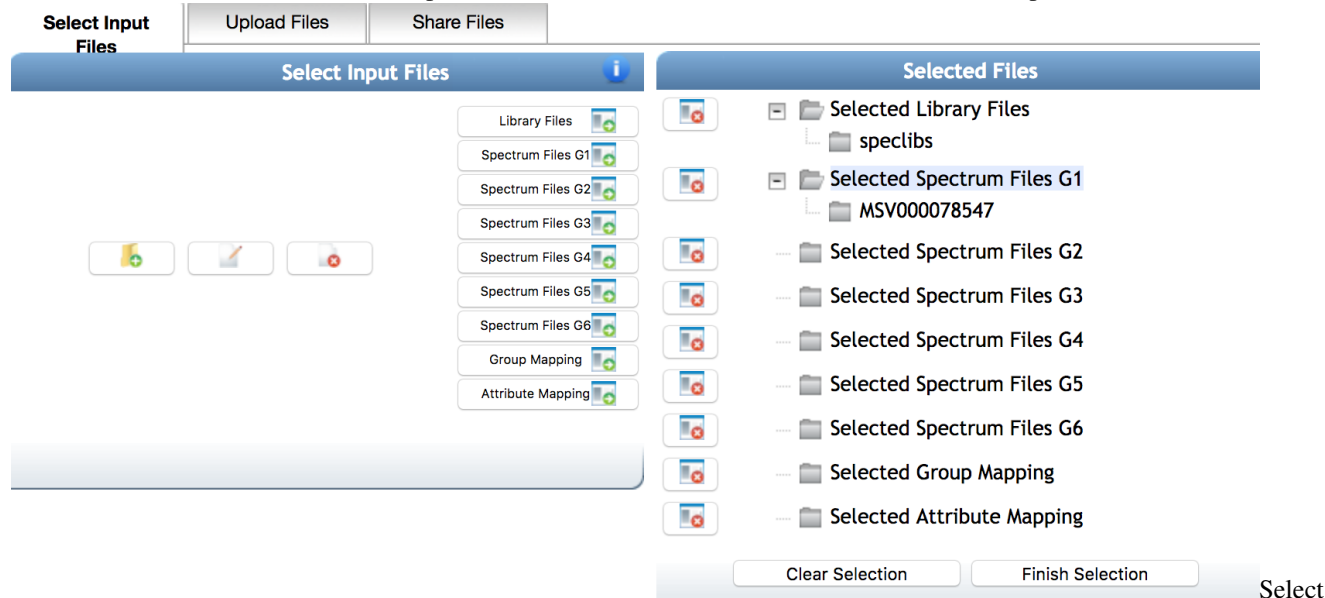 Select Input
Files
Upload Files
Share Files
Select Input Files
i
Library Files
Spectrum Files G1
Spectrum Files G2
Spectrum Files G3
Spectrum Files G4
Spectrum Files G5
Spectrum Files G6
Group Mapping
Attribute Mapping
Selected Files
Selected Library Files
speclibs
Selected Spectrum Files G1
MSV000078547
Selected Spectrum Files G2
Selected Spectrum Files G3
Selected Spectrum Files G4
Selected Spectrum Files G5
Selected Spectrum Files G6
Selected Group Mapping
Selected Attribute Mapping
Clear Selection
Finish Selection
Select